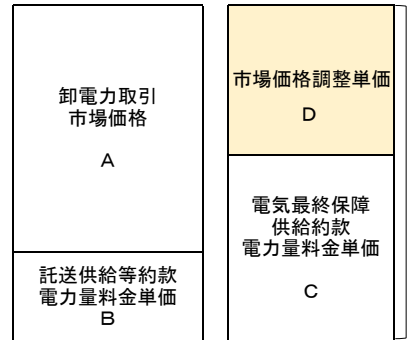 卸電力取引
市場価格
A
託送供給等約款
電力量料金単価
B
市場価格調整単価
D
電気最終保障
供給約款
電力量料金単価
C